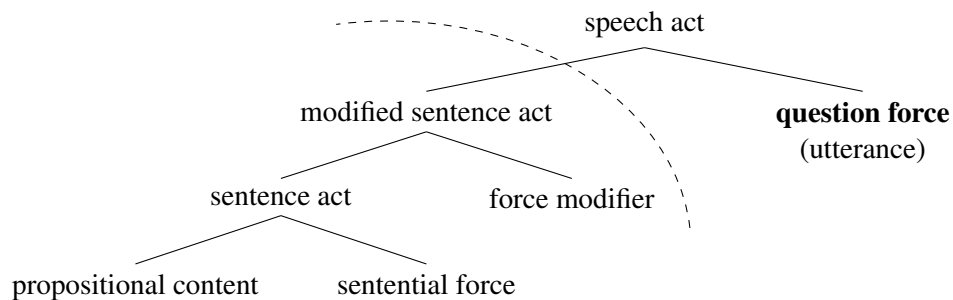 speech act
modified sentence act
question force
(utterance)
sentence act
force modifier
propositional content
sentential force